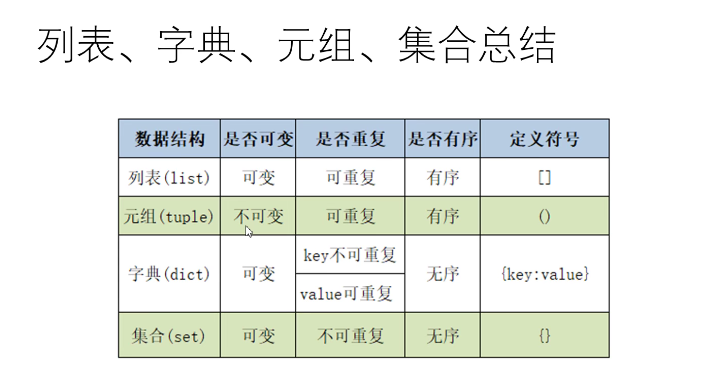 列表、字典、元组、集合总结
数据结构 是否可变 是否重复 是否有序 定义符号
列表(list) 可变 可重复 有序 []
元组(tuple) 不可变 可重复 有序 ()
字典(dict) 可变 key不可重复 无序 {key:value}
value可重复
集合(set) 可变 不可重复 无序 {}